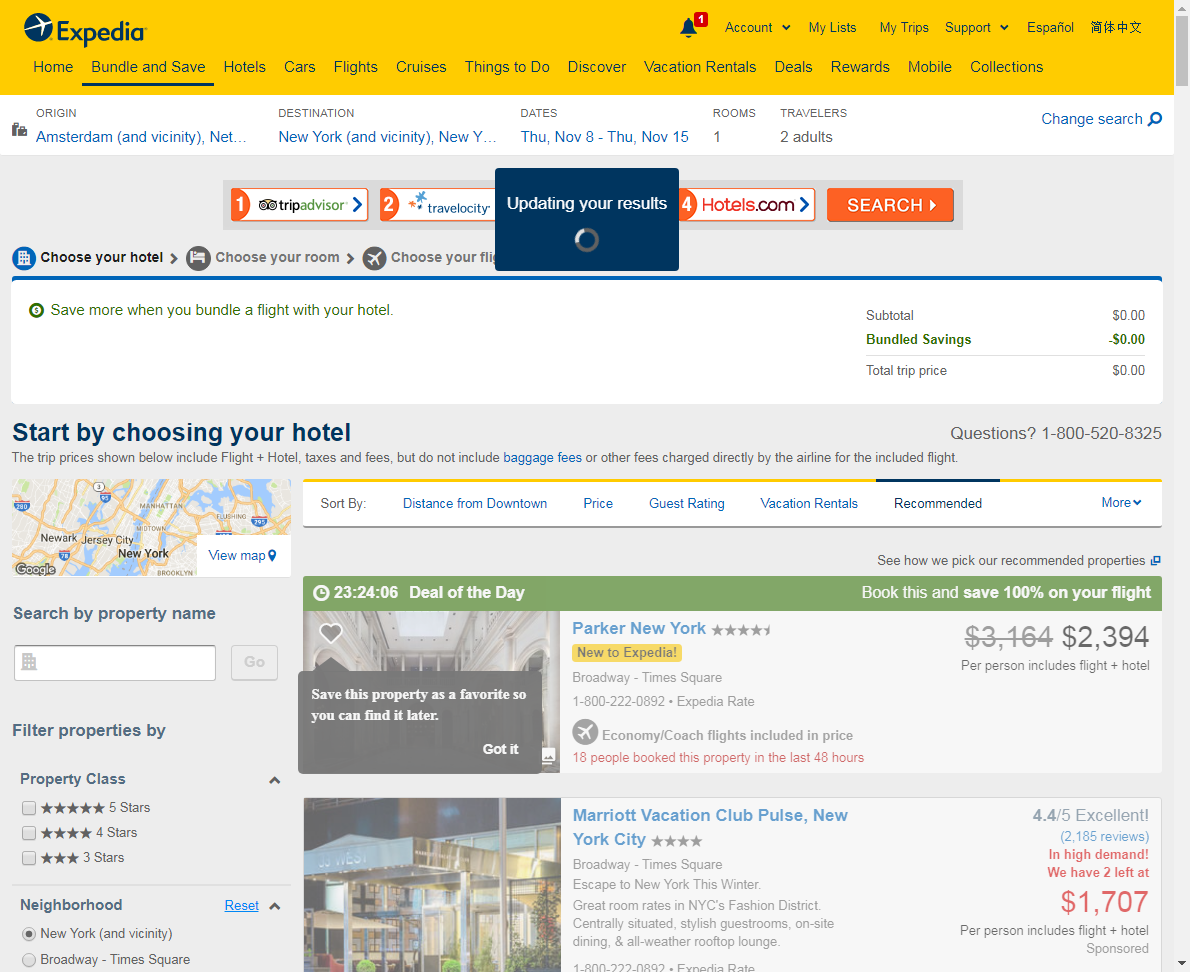 Expedia
1
Account
My Lists
My Trips
Support
Español
简体中文
Home
Bundle and Save
Hotels
Cars
Flights
Cruises
Things to Do
Discover
Vacation Rentals
Deals
Rewards
Mobile
Collections
ORIGIN
Amsterdam (and vicinity), Net...
DESTINATION
New York (and vicinity), New Y...
DATES
Thu, Nov 8 - Thu, Nov 15
ROOMS
1
TRAVELERS
2 adults
Change search
1 tripadvisor
2 travelocity
4 Hotels.com
SEARCH
Updating your results
Choose your hotel
Choose your room
Choose your flig
Save more when you bundle a flight with your hotel.
Subtotal $0.00
Bundled Savings -$0.00
Total trip price $0.00
Start by choosing your hotel
Questions? 1-800-520-8325
The trip prices shown below include Flight + Hotel, taxes and fees, but do not include baggage fees or other fees charged directly by the airline for the included flight.
3
280
95
MANHATTAN
FLUSHING
295
MIDTOWN
Newark
Jersey City
78
New York
BROOKLYN
Google
View map
Sort By:
Distance from Downtown
Price
Guest Rating
Vacation Rentals
Recommended
More
See how we pick our recommended properties
Search by property name
Go
Filter properties by
Property Class
5 Stars
4 Stars
3 Stars
Neighborhood
Reset
New York (and vicinity)
Broadway - Times Square
23:24:06 Deal of the Day
Book this and save 100% on your flight
Save this property as a favorite so
you can find it later.
Got it
Parker New York
New to Expedia!
Broadway - Times Square
1-800-222-0892 • Expedia Rate
Economy/Coach flights included in price
18 people booked this property in the last 48 hours
$3,164 $2,394
Per person includes flight + hotel
Marriott Vacation Club Pulse, New
York City
Broadway - Times Square
Escape to New York This Winter.
Great room rates in NYC's Fashion District.
Centrally situated, stylish guestrooms, on-site
dining, & all-weather rooftop lounge.
1-800-222-0892 • Expedia Rate
4.4/5 Excellent!
(2,185 reviews)
In high demand!
We have 2 left at
$1,707
Per person includes flight + hotel
Sponsored